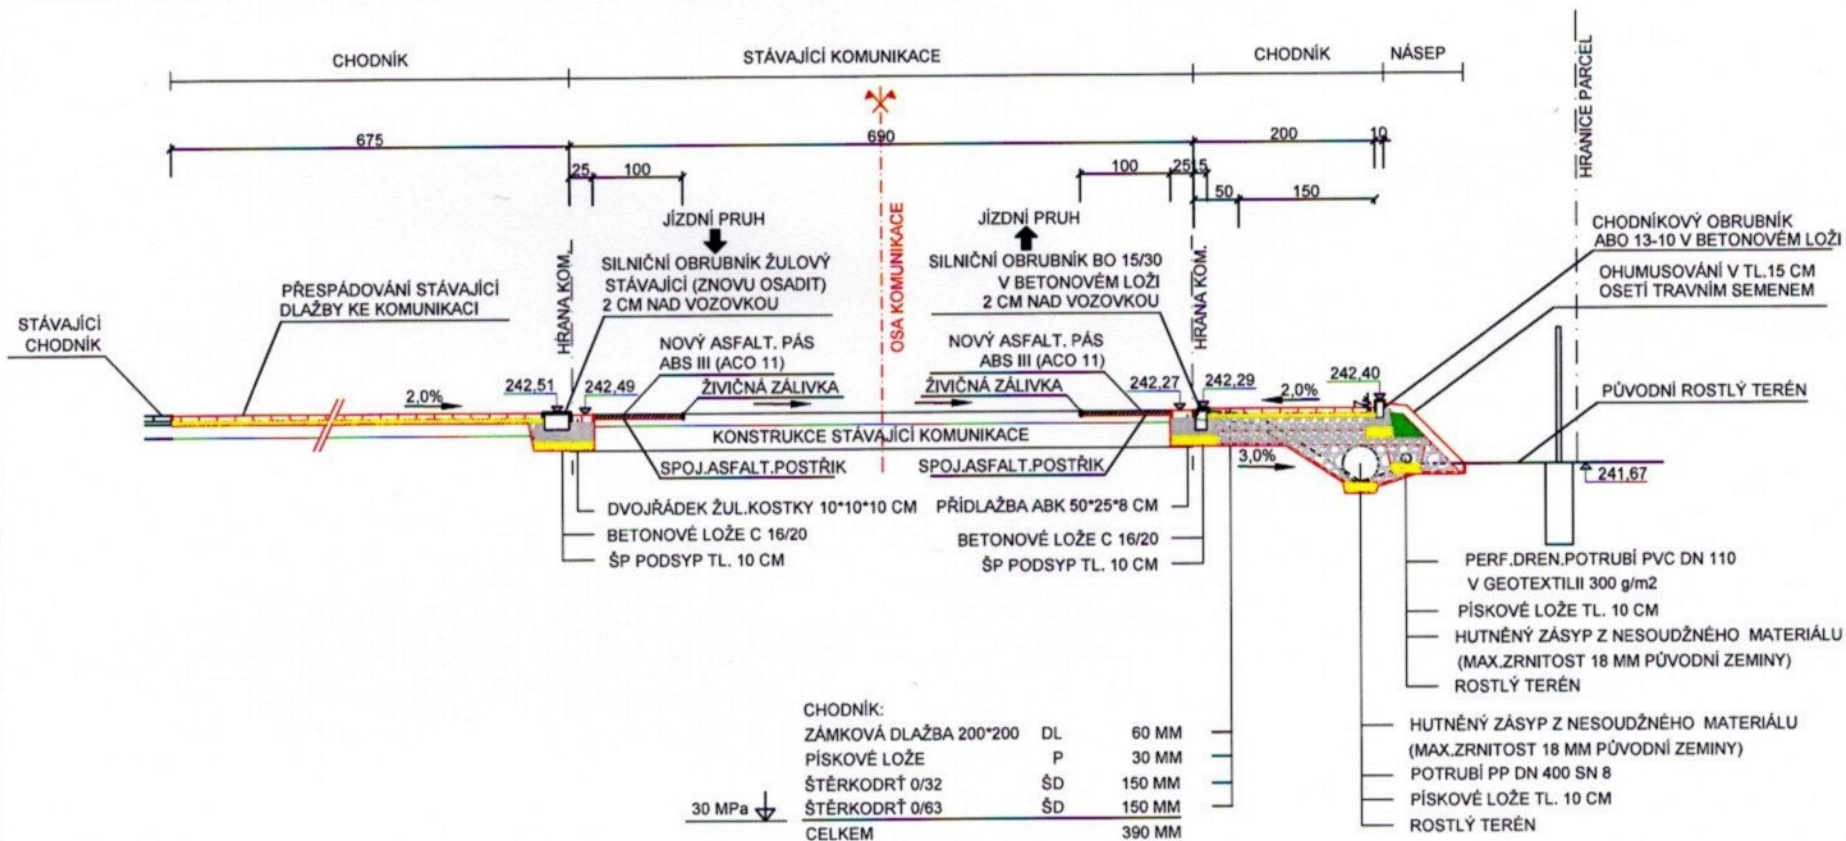 CHODNÍK
STÁVAJÍCÍ KOMUNIKACE
CHODNÍK
NÁSEP
HRANICE PARCEL
675
690
200
10
25
100
100
25
15
50
150
JÍZDNÍ PRUH
JÍZDNÍ PRUH
OSA KOMUNIKACE
HRANA KOM.
HRANA KOM.
SILNIČNÍ OBRUBNÍK ŽULOVÝ
STÁVAJÍCÍ (ZNOVU OSADIT)
2 CM NAD VOZOVKOU
SILNIČNÍ OBRUBNÍK BO 15/30
V BETONOVÉM LOŽI
2 CM NAD VOZOVKOU
CHODNÍKOVÝ OBRUBNÍK
ABO 13-10 V BETONOVÉM LOŽI
OHUMUSOVÁNÍ V TL.15 CM
OSETÍ TRAVNÍM SEMENEM
PŘESPÁDOVÁNÍ STÁVAJÍCÍ
DLAŽBY KE KOMUNIKACI
STÁVAJÍCÍ
CHODNÍK
NOVÝ ASFALT. PÁS
ABS III (ACO 11)
ŽIVIČNÁ ZÁLIVKA
NOVÝ ASFALT. PÁS
ABS III (ACO 11)
ŽIVIČNÁ ZÁLIVKA
2,0%
242,51
242,49
242,27
242,29
2,0%
242,40
PŮVODNÍ ROSTLÝ TERÉN
KONSTRUKCE STÁVAJÍCÍ KOMUNIKACE
SPOJ.ASFALT.POSTŘIK
SPOJ.ASFALT.POSTŘIK
3,0%
241,67
DVOJŘÁDEK ŽUL.KOSTKY 10*10*10 CM
BETONOVÉ LOŽE C 16/20
ŠP PODSYP TL. 10 CM
PŘÍDLAŽBA ABK 50*25*8 CM
BETONOVÉ LOŽE C 16/20
ŠP PODSYP TL. 10 CM
PERF.DREN.POTRUBÍ PVC DN 110
V GEOTEXTILII 300 g/m2
PÍSKOVÉ LOŽE TL. 10 CM
HUTNĚNÝ ZÁSYP Z NESOUDŽNÉHO MATERIÁLU
(MAX.ZRNITOST 18 MM PŮVODNÍ ZEMINY)
ROSTLÝ TERÉN
HUTNĚNÝ ZÁSYP Z NESOUDŽNÉHO MATERIÁLU
(MAX.ZRNITOST 18 MM PŮVODNÍ ZEMINY)
POTRUBÍ PP DN 400 SN 8
PÍSKOVÉ LOŽE TL. 10 CM
ROSTLÝ TERÉN
CHODNÍK:
ZÁMKOVÁ DLAŽBA 200*200 DL 60 MM
PÍSKOVÉ LOŽE P 30 MM
ŠTĚRKODRŤ 0/32 ŠD 150 MM
30 MPa ŠTĚRKODRŤ 0/63 ŠD 150 MM
CELKEM 390 MM